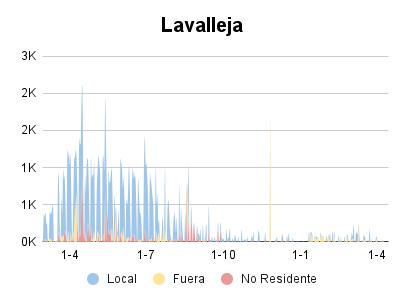 Lavalleja
3K
2K
2K
1K
1K
0K
1-4 1-7 1-10 1-1 1-4
Local Fuera No Residente